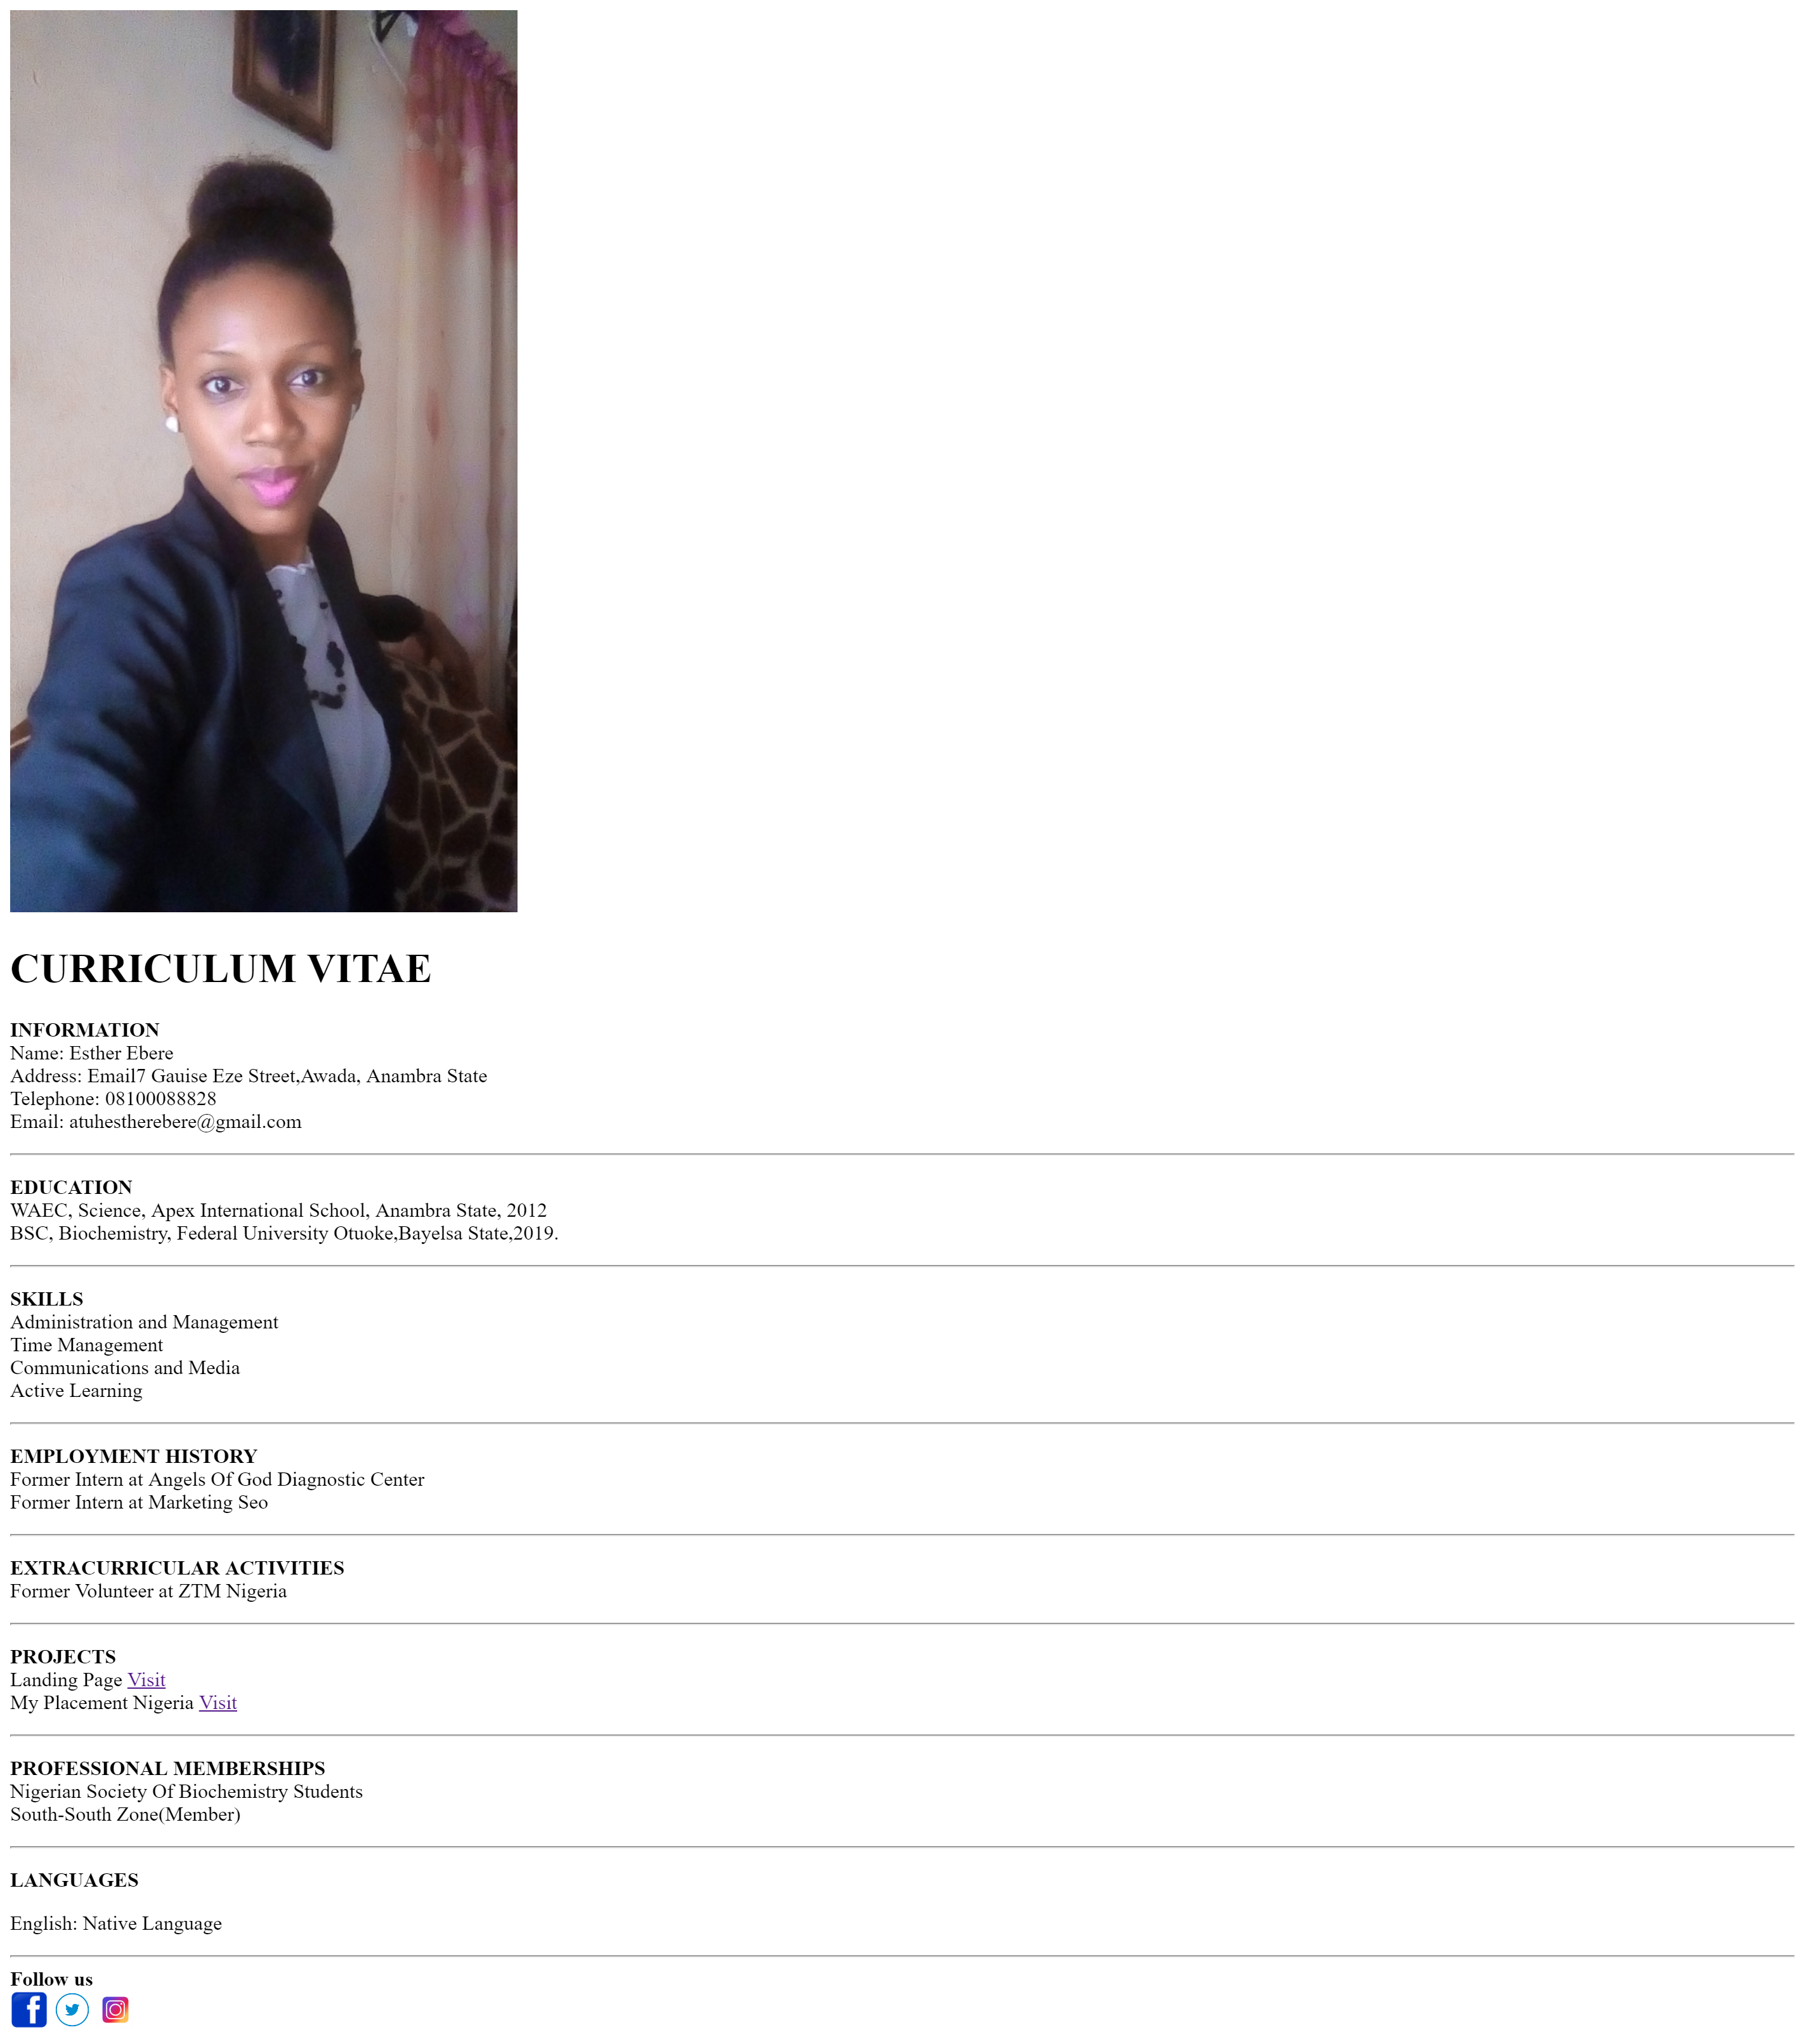 CURRICULUM VITAE
INFORMATION
Name: Esther Ebere
Address: Email7 Gauise Eze Street,Awada, Anambra State
Telephone: 08100088828
Email: atuhestherebere@gmail.com
EDUCATION
WAEC, Science, Apex International School, Anambra State, 2012
BSC, Biochemistry, Federal University Otuoke,Bayelsa State,2019.
SKILLS
Administration and Management
Time Management
Communications and Media
Active Learning
EMPLOYMENT HISTORY
Former Intern at Angels Of God Diagnostic Center
Former Intern at Marketing Seo
EXTRACURRICULAR ACTIVITIES
Former Volunteer at ZTM Nigeria
PROJECTS
Landing Page Visit
My Placement Nigeria Visit
PROFESSIONAL MEMBERSHIPS
Nigerian Society Of Biochemistry Students
South-South Zone(Member)
LANGUAGES
English: Native Language
Follow us